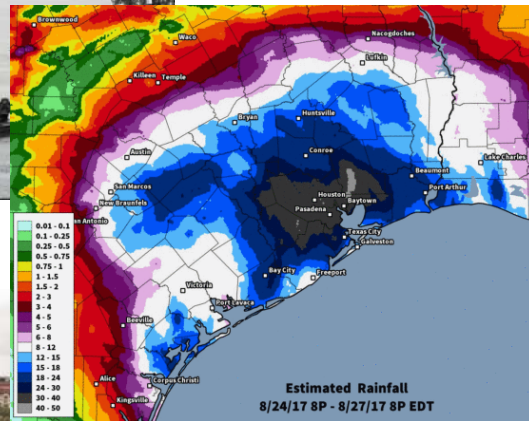 Brownwood
Waco
Nacogdoches
Lufkin
Killeen
Temple
Bryan
Huntsville
Austin
Conroe
Lake Charles
Beaumont
San Marcos
New Braunfels
Houston
Baytown
Port Arthur
Pasadena
an Antonio
Texas City
Galveston
Bay City
Freeport
Victoria
Port Lavaca
Beeville
Alice
Corpus Christi
Kingsville
0.01 - 0.1
0.1 - 0.25
0.25 - 0.5
0.5 - 0.75
0.75 - 1
1 - 1.5
1.5 - 2
2 - 3
3 - 4
4 - 5
5 - 6
6 - 8
8 - 12
12 - 15
15 - 18
18 - 24
24 - 30
30 - 40
40 - 50
Estimated Rainfall
8/24/17 8P - 8/27/17 8P EDT